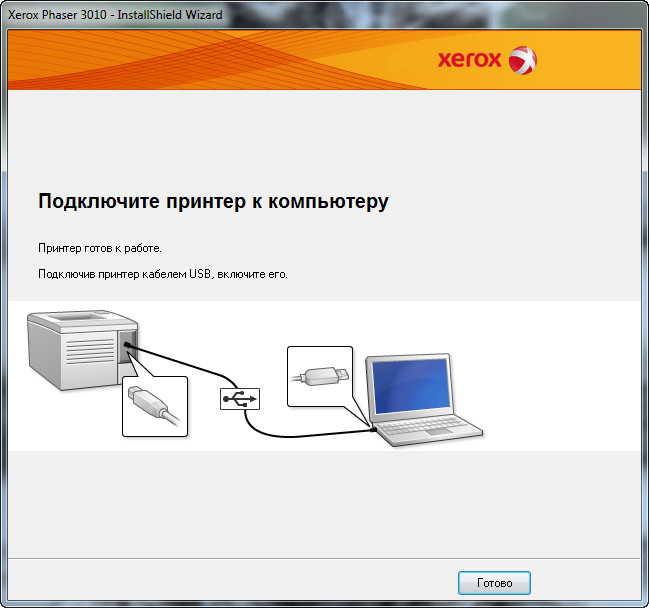 Xerox Phaser 3010 - InstallShield Wizard
xerox
Подключите принтер к компьютеру
Принтер готов к работе.
Подключив принтер кабелем USB, включите его.
Готово